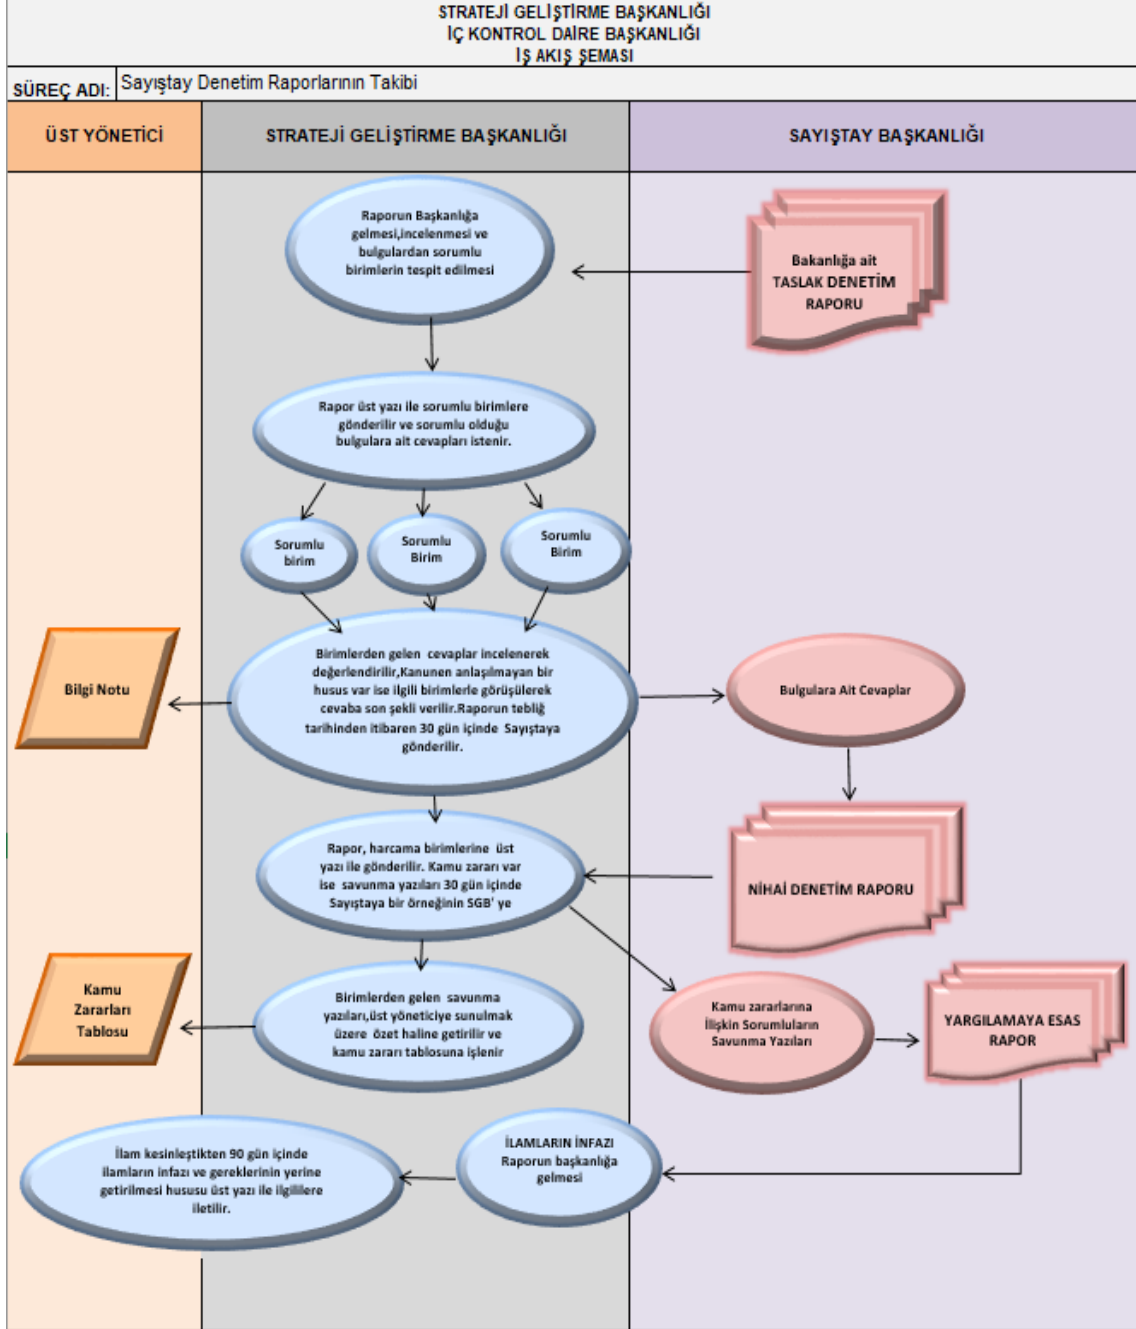 STRATEJİ GELİŞTİRME BAŞKANLIĞI
İÇ KONTROL DAİRE BAŞKANLIĞI
İŞ AKIŞ ŞEMASI
SÜREÇ ADI: Sayıştay Denetim Raporlarının Takibi
ÜST YÖNETİCİ
STRATEJİ GELİŞTİRME BAŞKANLIĞI
SAYIŞTAY BAŞKANLIĞI
Raporun Başkanlığa
gelmesi,incelenmesi ve
bulgulardan sorumlu
birimlerin tespit edilmesi
Bakanlığa ait
TASLAK DENETİM
RAPORU
Rapor üst yazı ile sorumlu birimlere
gönderilir ve sorumlu olduğu
bulgulara ait cevapları istenir.
Sorumlu
birim
Sorumlu
Birim
Sorumlu
Birim
Birimlerden gelen cevaplar incelenerek
değerlendirilir,Kanunen anlaşılmayan bir
husus var ise ilgili birimlerle görüşülerek
cevaba son şekli verilir.Raporun tebliğ
tarihinden itibaren 30 gün içinde Sayıştaya
gönderilir.
Bilgi Notu
Bulgulara Ait Cevaplar
Rapor, harcama birimlerine üst
yazı ile gönderilir. Kamu zararı var
ise savunma yazıları 30 gün içinde
Sayıştaya bir örneğinin SGB' ye
NİHAİ DENETİM RAPORU
Kamu
Zararları
Tablosu
Birimlerden gelen savunma
yazıları,üst yöneticiye sunulmak
üzere özet haline getirilir ve
kamu zararı tablosuna işlenir
Kamu zararlarına
İlişkin Sorumluların
Savunma Yazıları
YARGILAMAYA ESAS
RAPOR
İlam kesinleştikten 90 gün içinde
ilamların infazı ve gereklerinin yerine
getirilmesi hususu üst yazı ile ilgililere
iletilir.
İLAMLARIN İNFAZI
Raporun başkanlığa
gelmesi